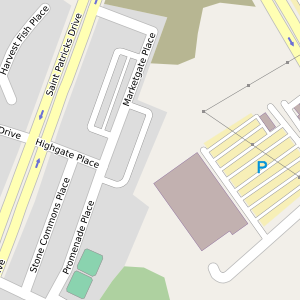 Harvest Fish Place
Saint Patricks Drive
Marketgate Place
Drive
Highgate Place
Stone Commons Place
Promenade Place
P